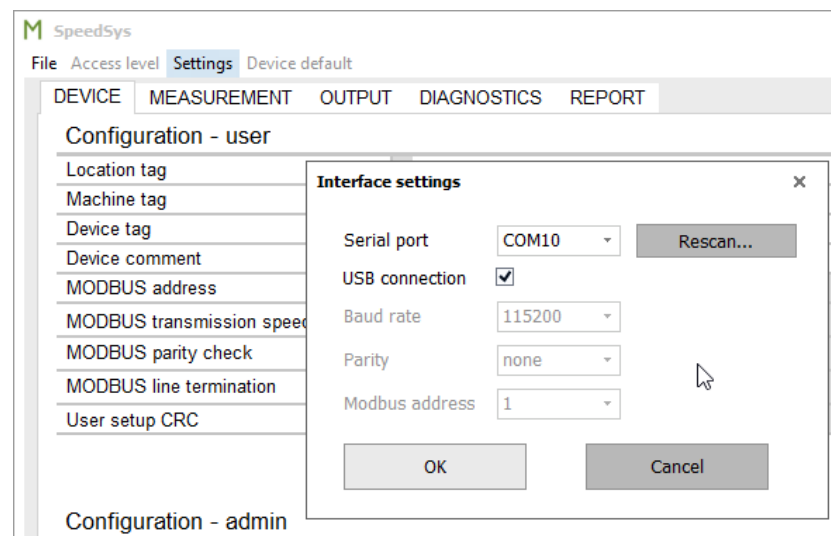 SpeedSys
File Access level Settings Device default
DEVICE MEASUREMENT OUTPUT DIAGNOSTICS REPORT
Configuration - user
Location tag
Machine tag
Device tag
Device comment
MODBUS address
MODBUS transmission speed
MODBUS parity check
MODBUS line termination
User setup CRC
Configuration - admin
Interface settings
Serial port COM10 Rescan...
USB connection
Baud rate 115200
Parity none
Modbus address 1
OK Cancel